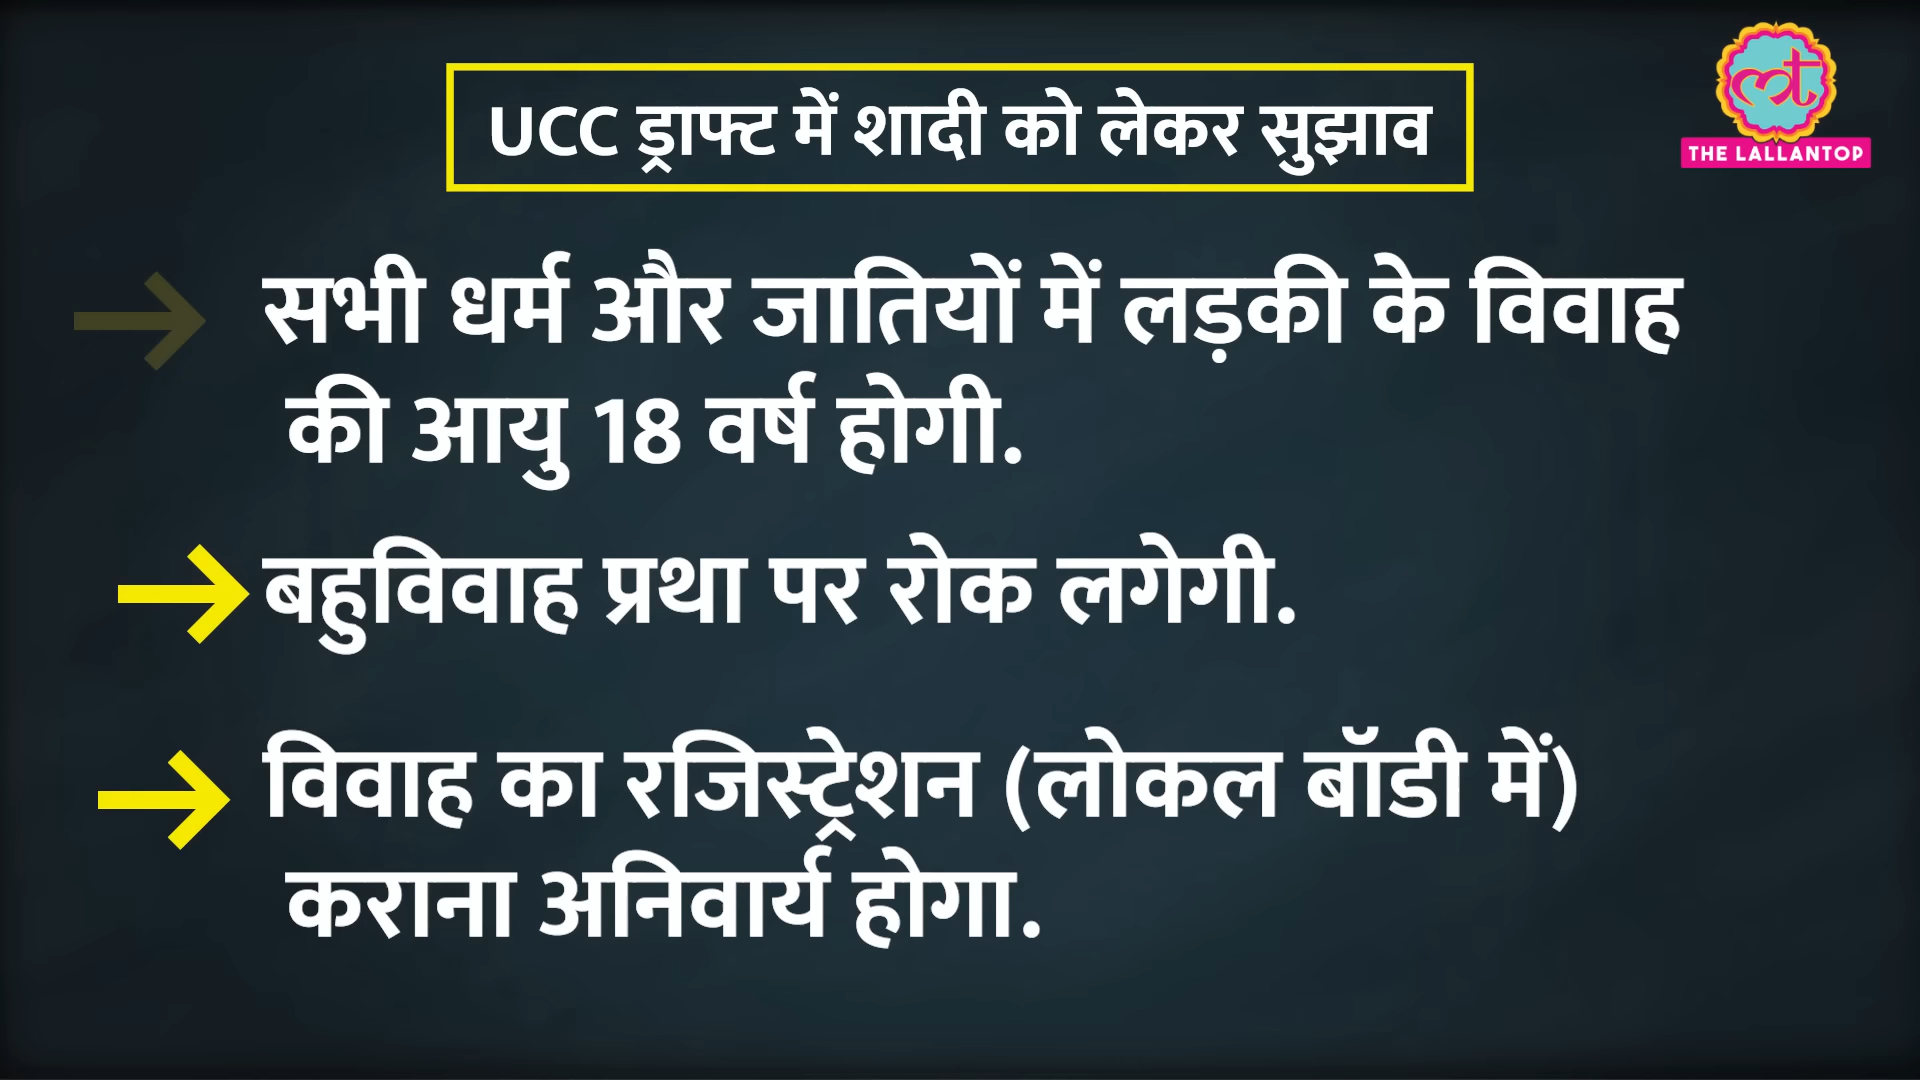 UCC ड्राफ्ट में शादी को लेकर सुझाव
THE LALLANTOP
सभी धर्म और जातियों में लड़की के विवाह
की आयु 18 वर्ष होगी.
बहुविवाह प्रथा पर रोक लगेगी.
विवाह का रजिस्ट्रेशन (लोकल बॉडी में)
कराना अनिवार्य होगा.